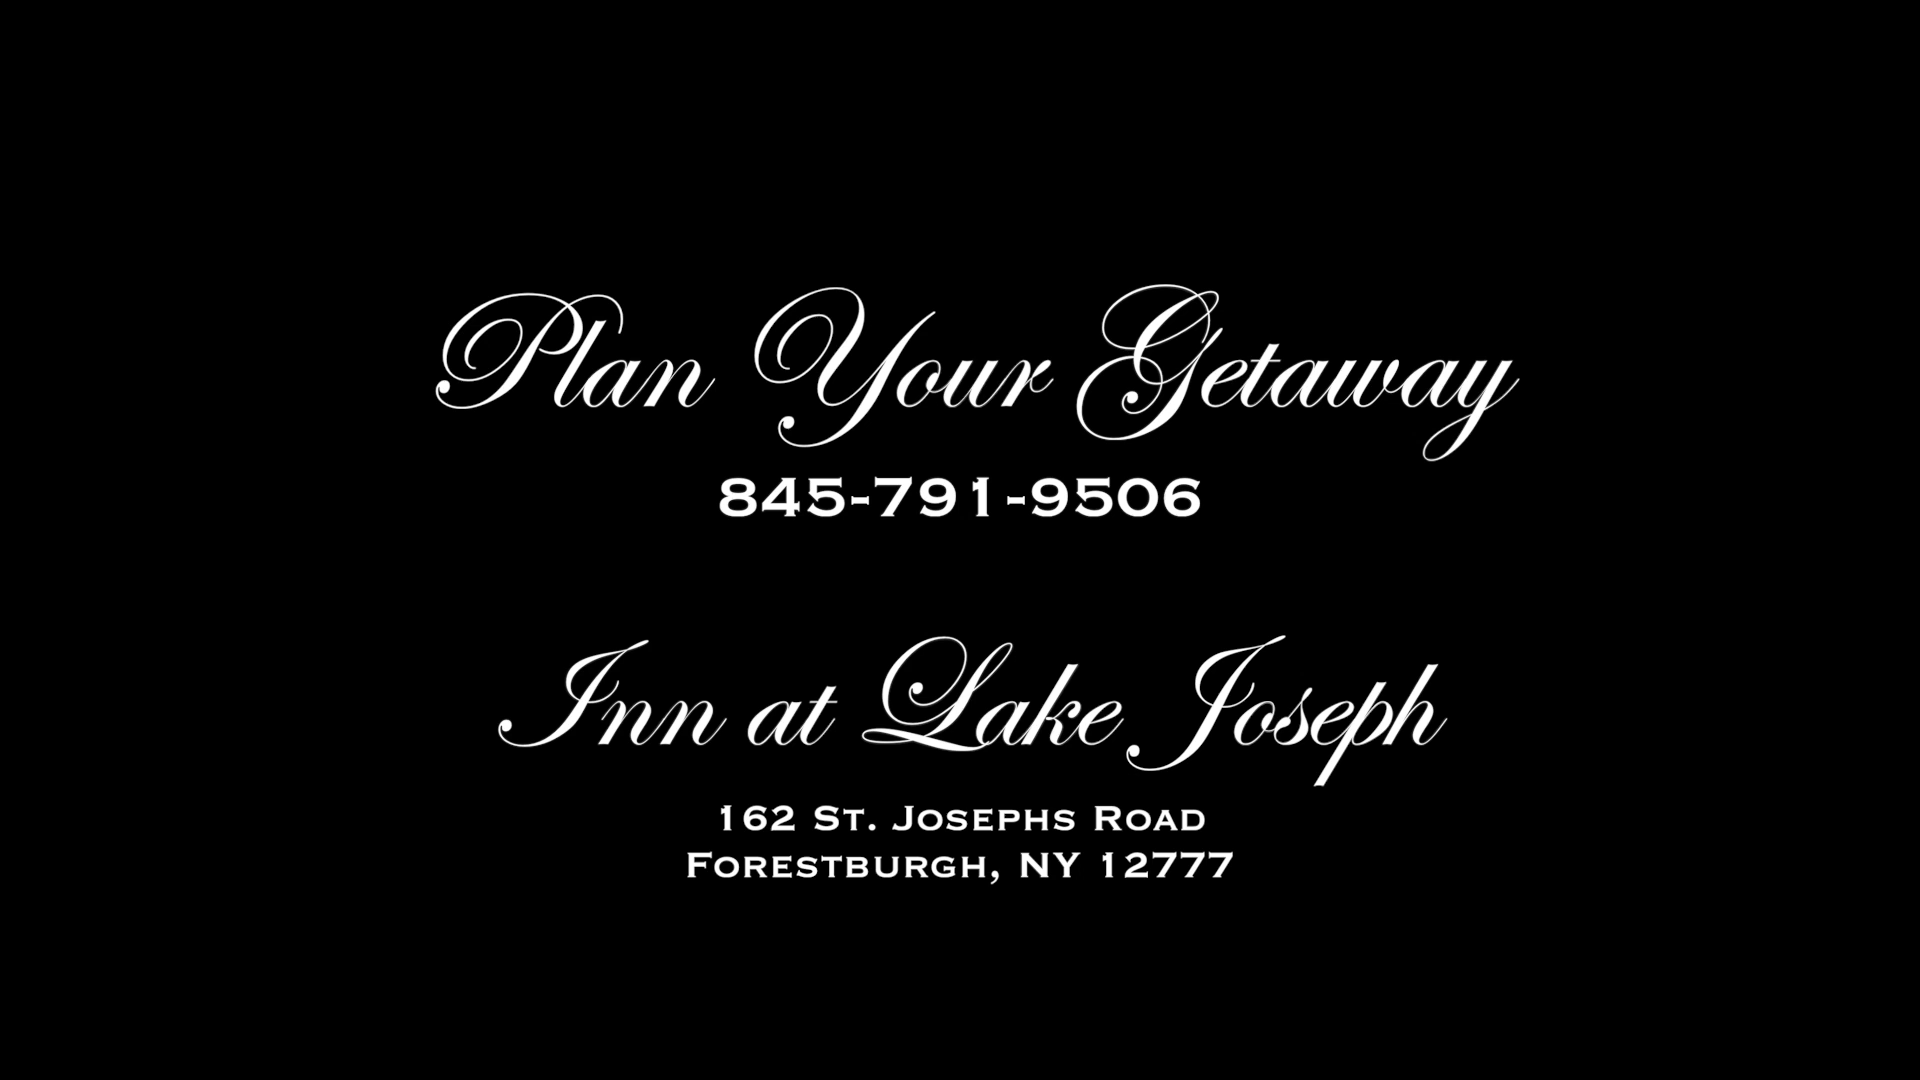 Plan Your Getaway
845-791-9506
Inn at Lake Joseph
162 St. Josephs Road
Forestburgh, NY 12777